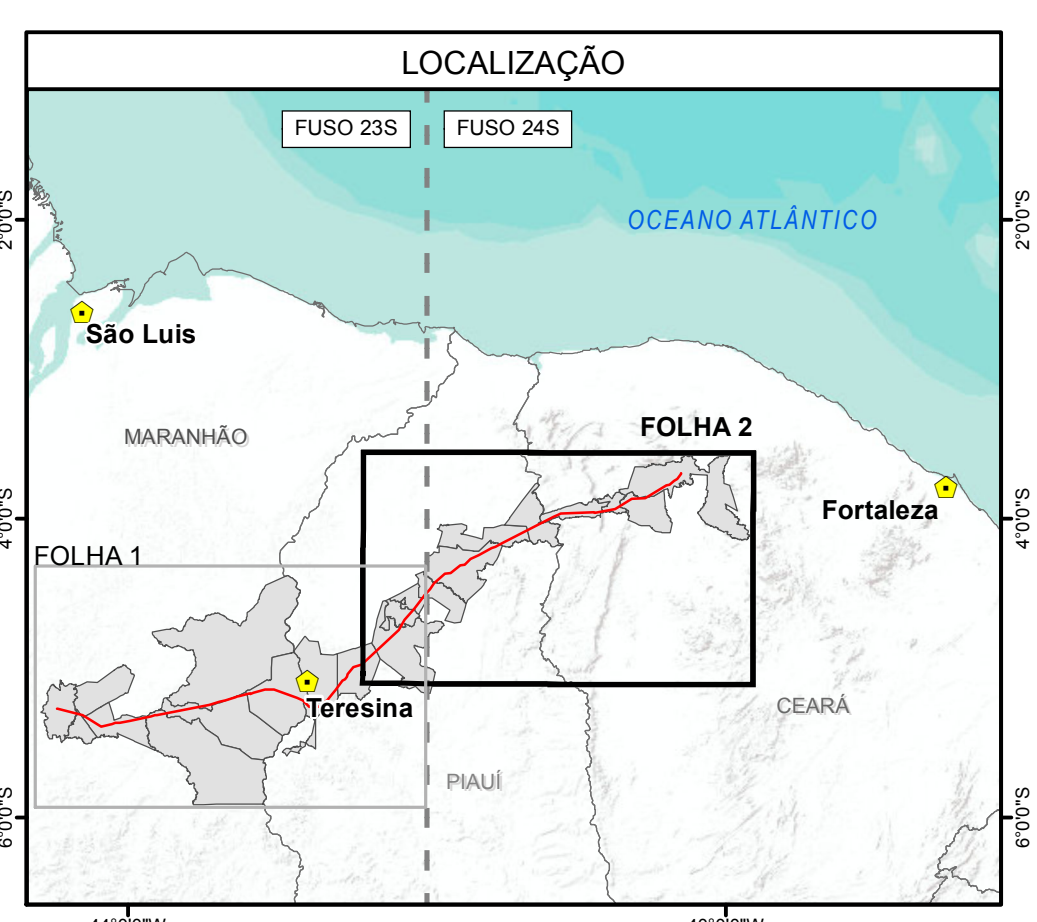 LOCALIZAÇÃO
FUSO 23S
FUSO 24S
2°0'0"S
2°0'0"S
OCEANO ATLÂNTICO
São Luis
MARANHÃO
FOLHA 2
Fortaleza
4°0'0"S
4°0'0"S
FOLHA 1
Teresina
CEARÁ
PIAUÍ
6°0'0"S
6°0'0"S